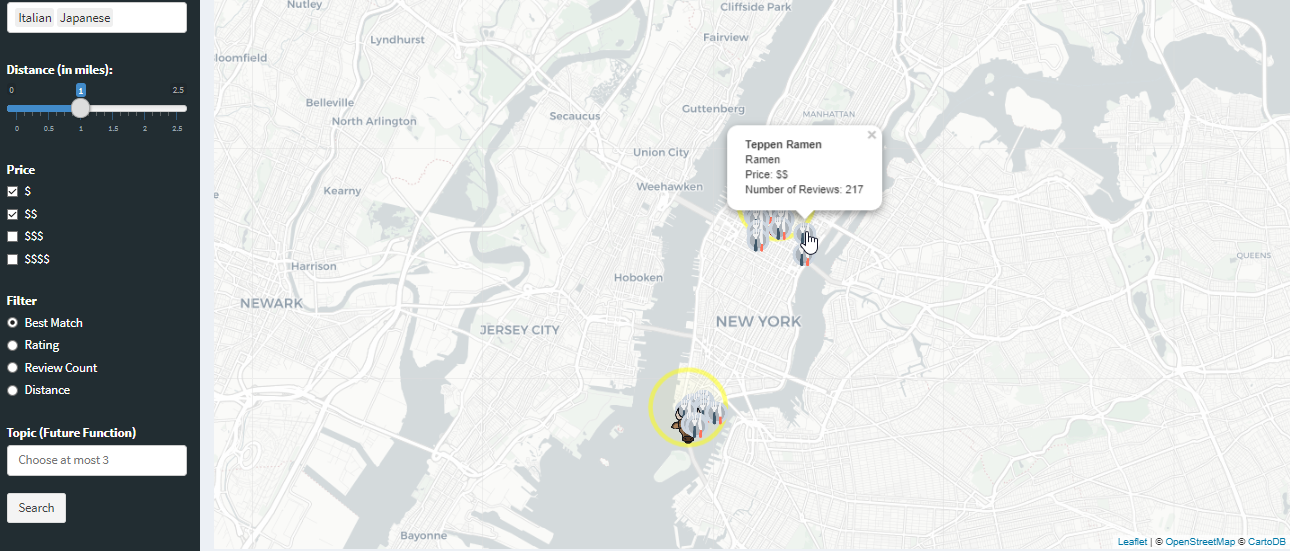 Italian Japanese
Distance (in miles):
0 1 2.5
0 0.5 1 1.5 2 2.5
Price
$
$$
$$$
$$$$
Filter
Best Match
Rating
Review Count
Distance
Topic (Future Function)
Choose at most 3
Search
Nutley
Cliffside Park
Lyndhurst
Fairview
loomfield
Belleville
North Arlington
Secaucus
Guttenberg
MANHATTAN
×
Teppen Ramen
Ramen
Price: $$
Number of Reviews: 217
Union City
Weehawken
Kearny
QUEENS
Harrison
Hoboken
NEWARK
NEW YORK
JERSEY CITY
Bayonne
Leaflet | © OpenStreetMap © CartoDB